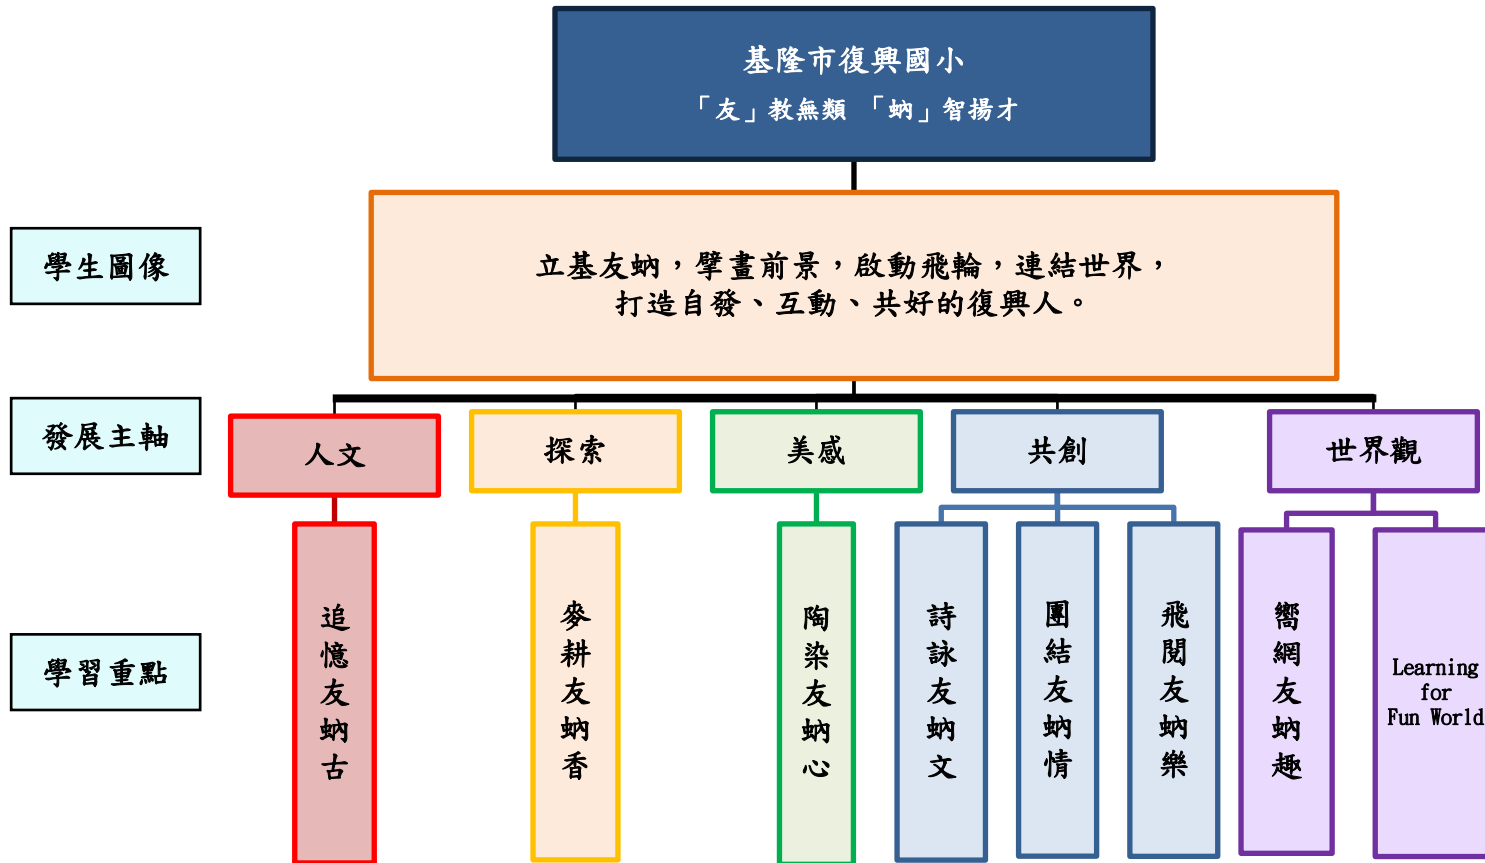 基隆市復興國小
「友」教無類 「蚋」智揚才
學生圖像
立基友蚋，擘畫前景，啟動飛輪，連結世界，
打造自發、互動、共好的復興人。
發展主軸
人文
探索
美感
共創
世界觀
學習重點
追憶友蚋古
麥耕友蚋香
陶染友蚋心
詩詠友蚋文
團結友蚋情
飛閱友蚋樂
嚮網友蚋趣
Learning
for
Fun World